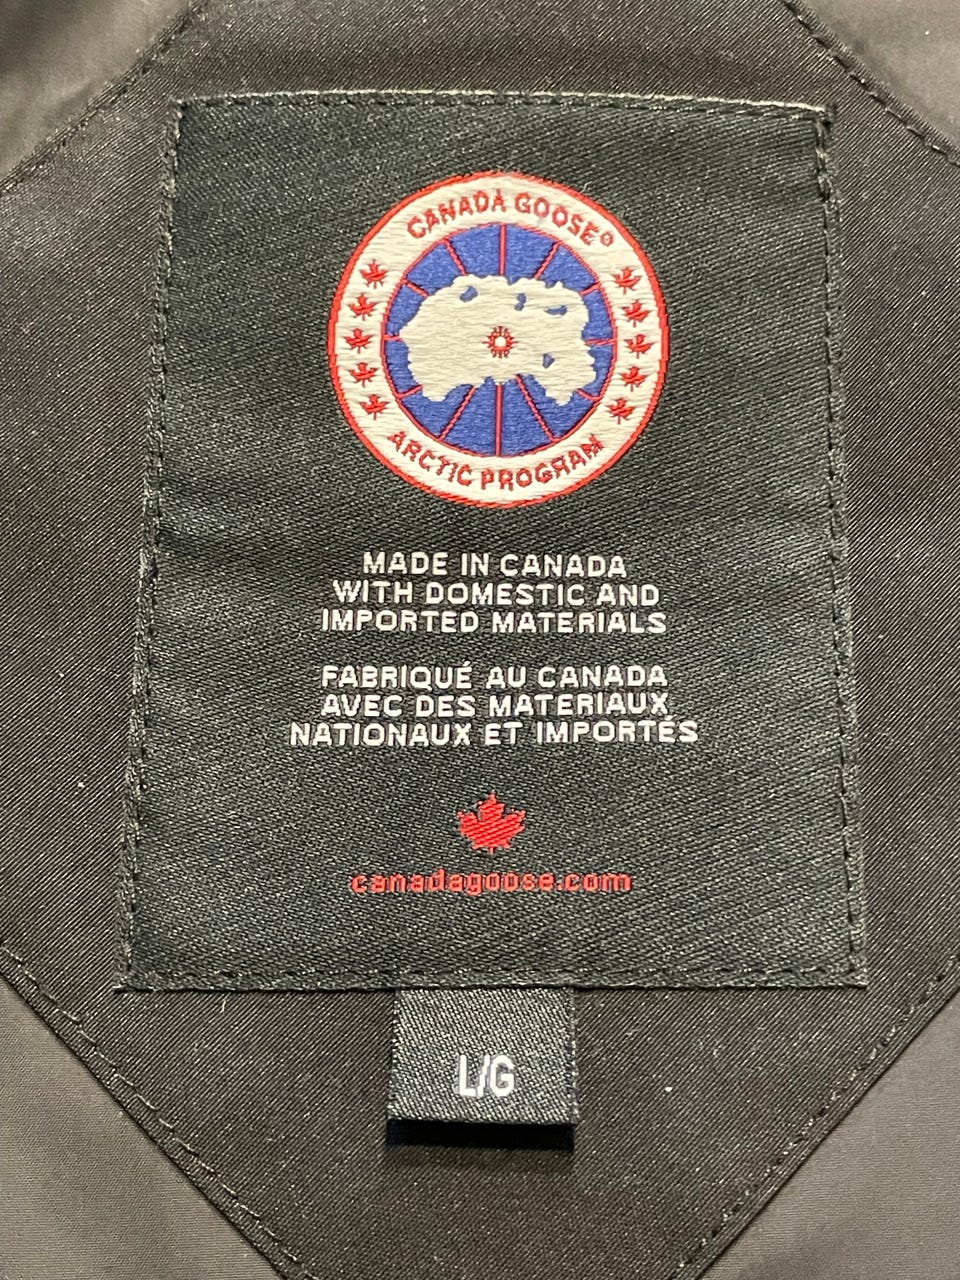 CANADA GOOSE®
ARCTIC PROGRAM
MADE IN CANADA
WITH DOMESTIC AND
IMPORTED MATERIALS
FABRIQUÉ AU CANADA
AVEC DES MATERIAUX
NATIONAUX ET IMPORTÉS
canadagoose.com
L/G